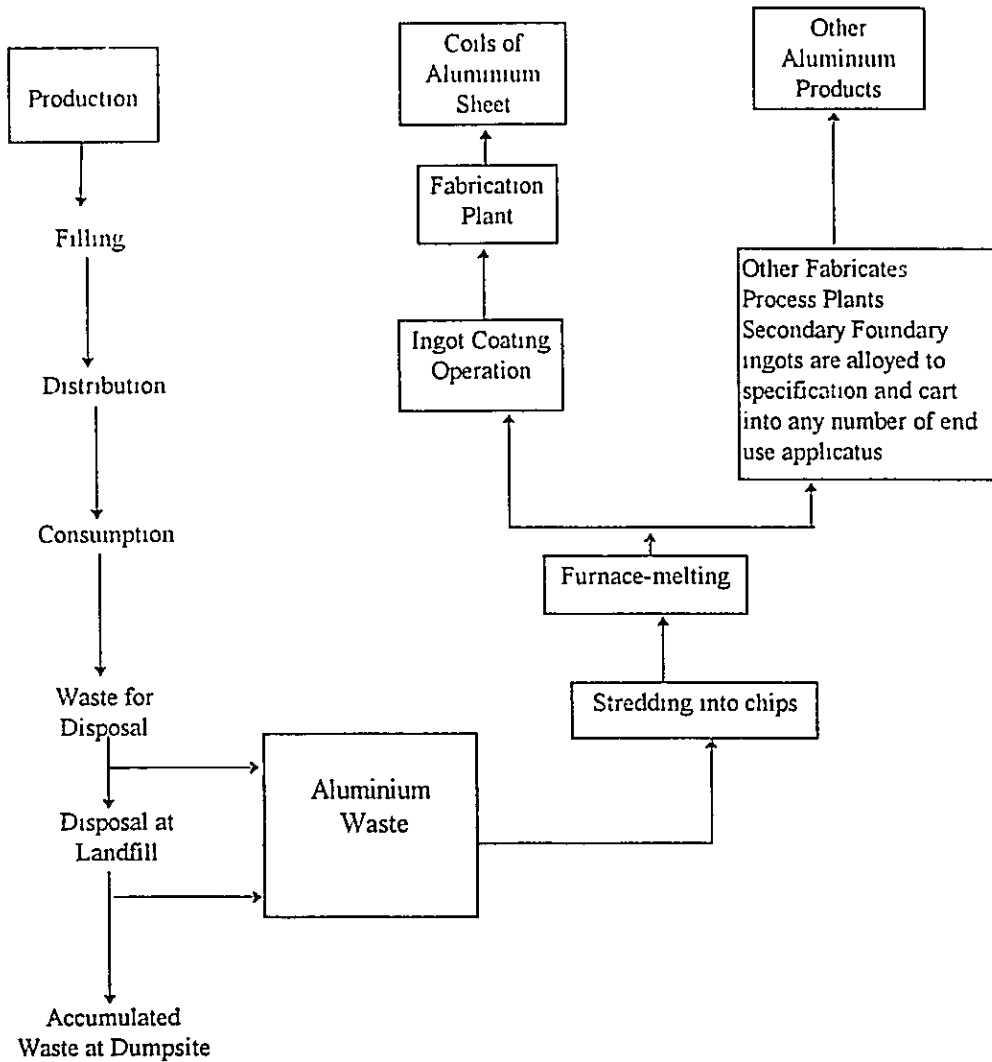 Production
Filling
Distribution
Consumption
Waste for
Disposal
Disposal at
Landfill
Accumulated
Waste at Dumpsite
Aluminium
Waste
Stredding into chips
Furnace-melting
Ingot Coating
Operation
Fabrication
Plant
Coils of
Aluminium
Sheet
Other Fabricates
Process Plants
Secondary Foundary
ingots are alloyed to
specification and cart
into any number of end
use applicatus
Other
Aluminium
Products